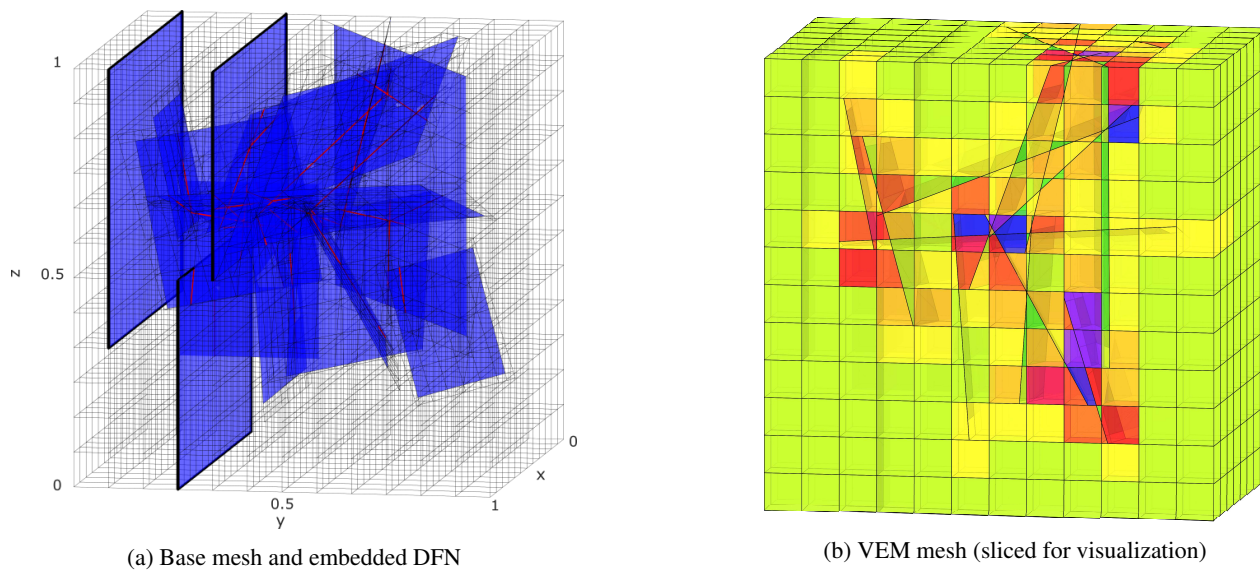 1
0.5
z
0
0.5
1
y
0
x
(a) Base mesh and embedded DFN
(b) VEM mesh (sliced for visualization)